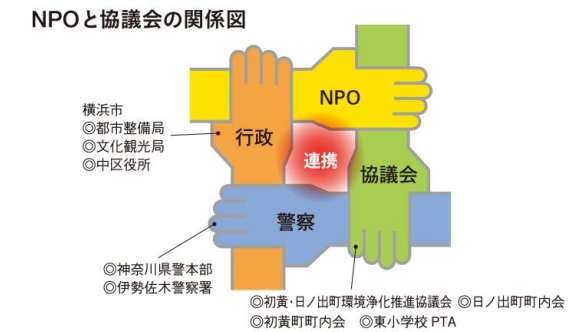 NPOと協議会の関係図
NPO
横浜市
◎都市整備局
◎文化観光局
◎中区役所
行政
連携
協議会
警察
◎神奈川県警本部
◎伊勢佐木警察署
◎初黄・日ノ出町環境浄化推進協議会 ◎日ノ出町町内会
◎初黄町町内会 ◎東小学校 PTA